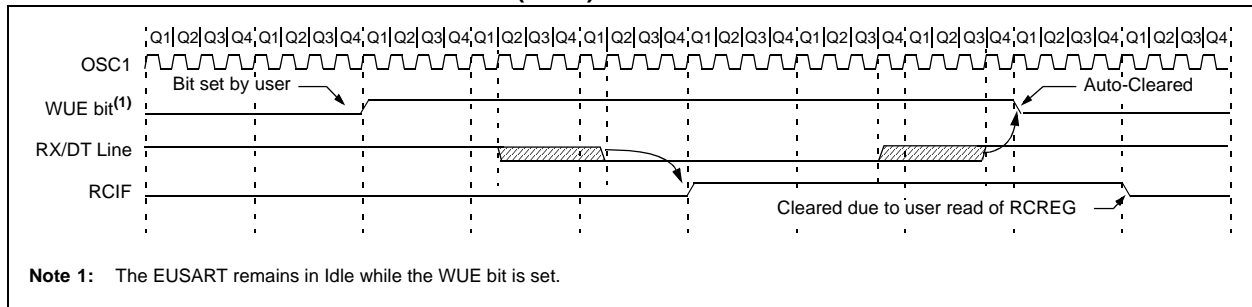 Q1 Q2 Q3 Q4 Q1 Q2 Q3 Q4 Q1 Q2 Q3 Q4 Q1 Q2 Q3 Q4 Q1 Q2 Q3 Q4 Q1 Q2 Q3 Q4 Q1 Q2 Q3 Q4 Q1 Q2 Q3 Q4 Q1 Q2 Q3 Q4 Q1 Q2 Q3 Q4
OSC1
Bit set by user
Auto-Cleared
WUE bit(1)
RX/DT Line
RCIF
Cleared due to user read of RCREG
Note 1: The EUSART remains in Idle while the WUE bit is set.